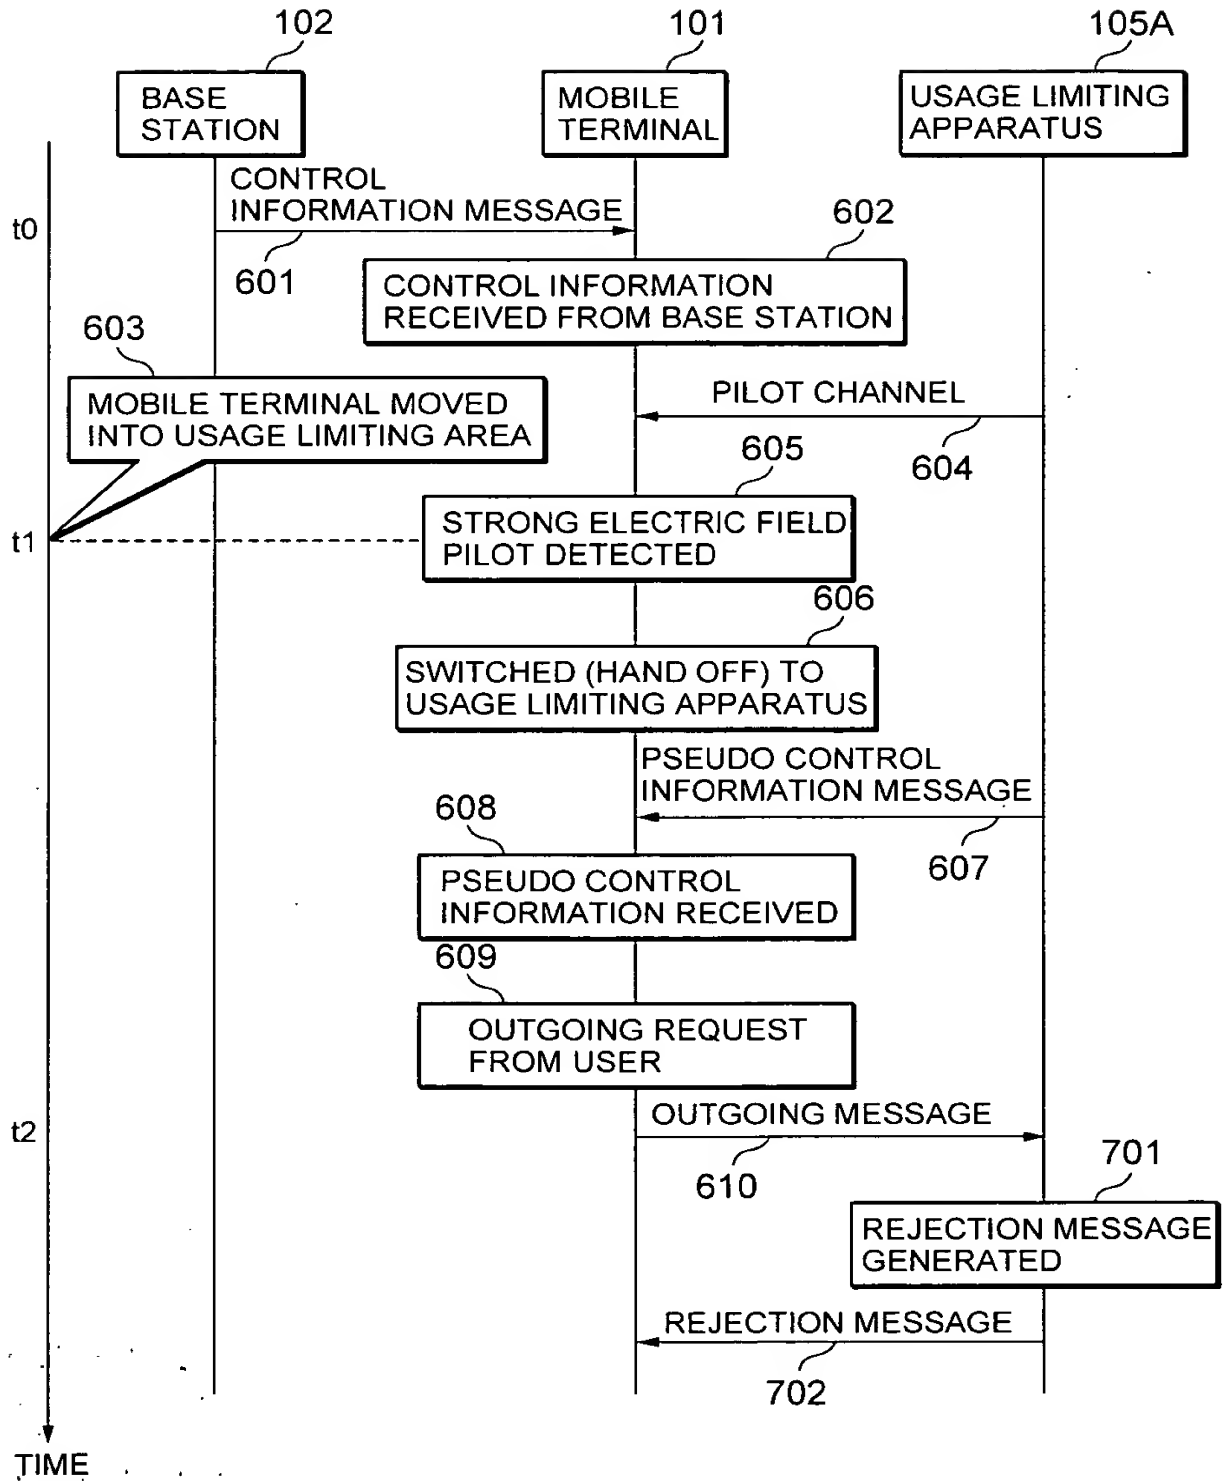 102
101
105A
BASE
STATION
MOBILE
TERMINAL
USAGE LIMITING
APPARATUS
CONTROL
INFORMATION MESSAGE
t0
601
602
CONTROL INFORMATION
RECEIVED FROM BASE STATION
603
MOBILE TERMINAL MOVED
INTO USAGE LIMITING AREA
PILOT CHANNEL
604
605
STRONG ELECTRIC FIELD
PILOT DETECTED
t1
606
SWITCHED (HAND OFF) TO
USAGE LIMITING APPARATUS
PSEUDO CONTROL
INFORMATION MESSAGE
607
608
PSEUDO CONTROL
INFORMATION RECEIVED
609
OUTGOING REQUEST
FROM USER
OUTGOING MESSAGE
t2
610
701
REJECTION MESSAGE
GENERATED
REJECTION MESSAGE
702
TIME